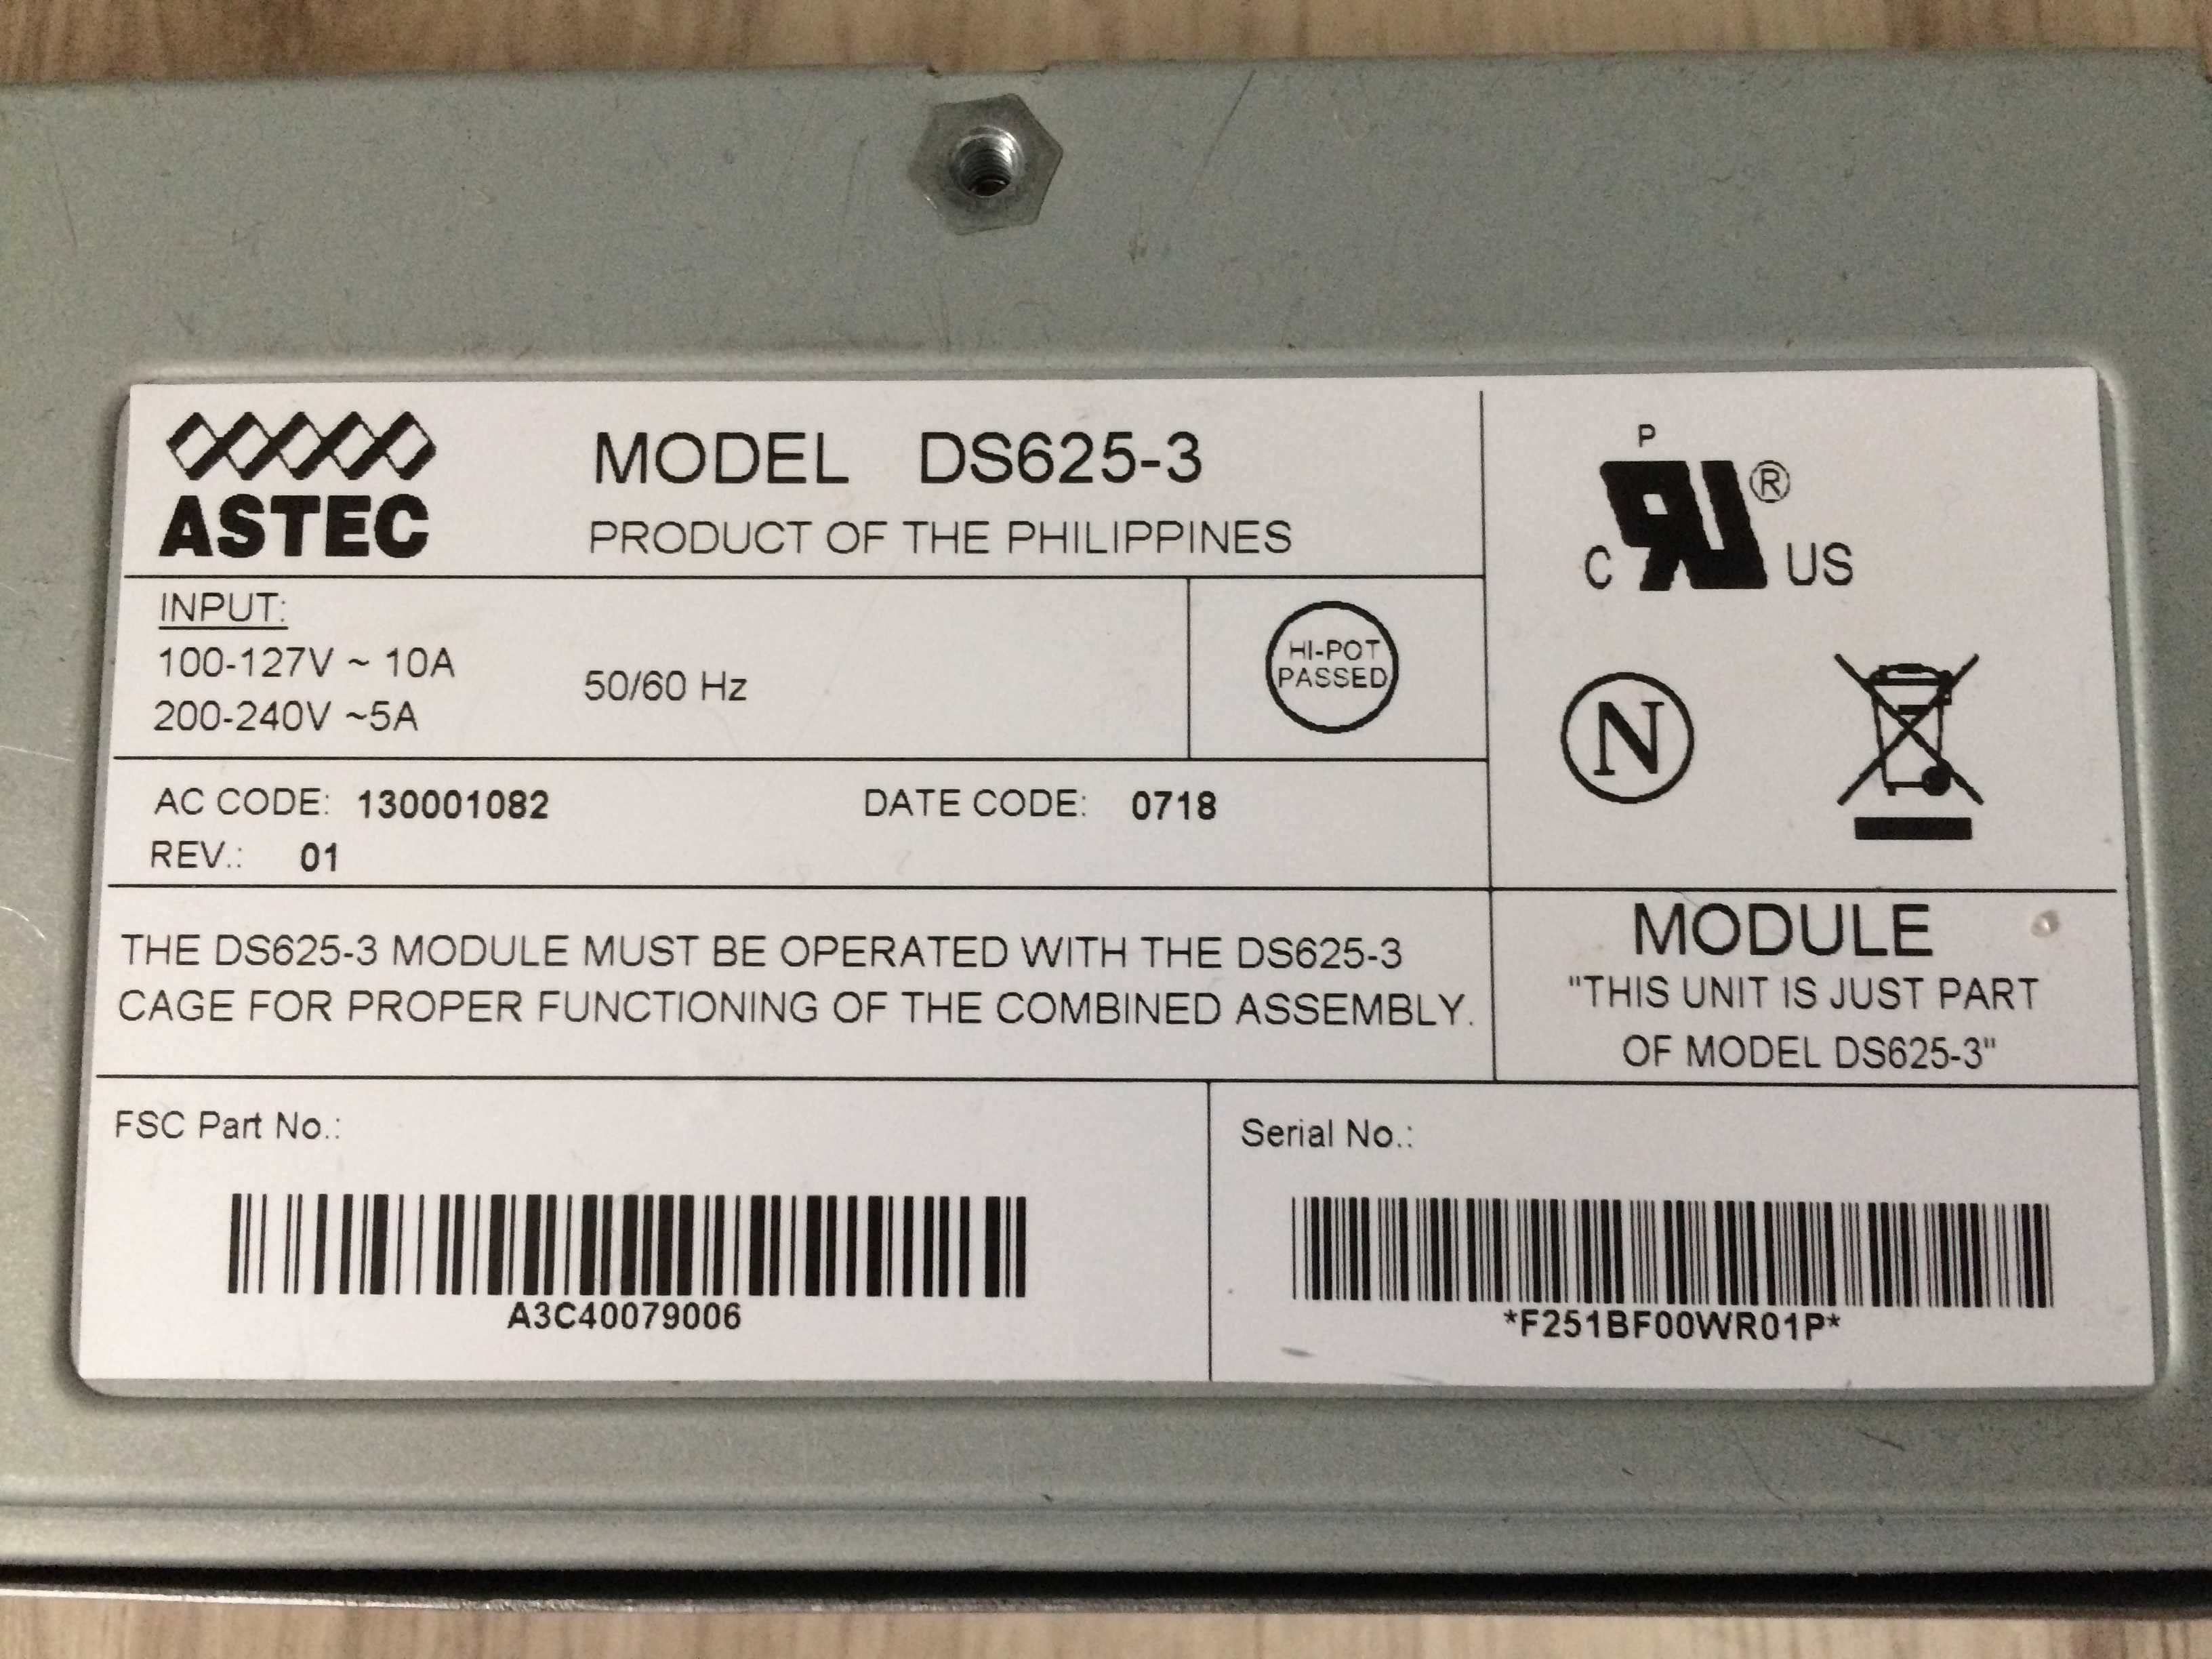 ASTEC
MODEL DS625-3
PRODUCT OF THE PHILIPPINES
INPUT:
100-127V ~ 10A
200-240V ~5A
50/60 Hz
HI-POT
PASSED
P
C RU ® US
N
AC CODE: 130001082
DATE CODE: 0718
REV.: 01
THE DS625-3 MODULE MUST BE OPERATED WITH THE DS625-3
CAGE FOR PROPER FUNCTIONING OF THE COMBINED ASSEMBLY.
MODULE
"THIS UNIT IS JUST PART
OF MODEL DS625-3"
FSC Part No.:
A3C40079006
Serial No.:
*F251BF00WR01P*